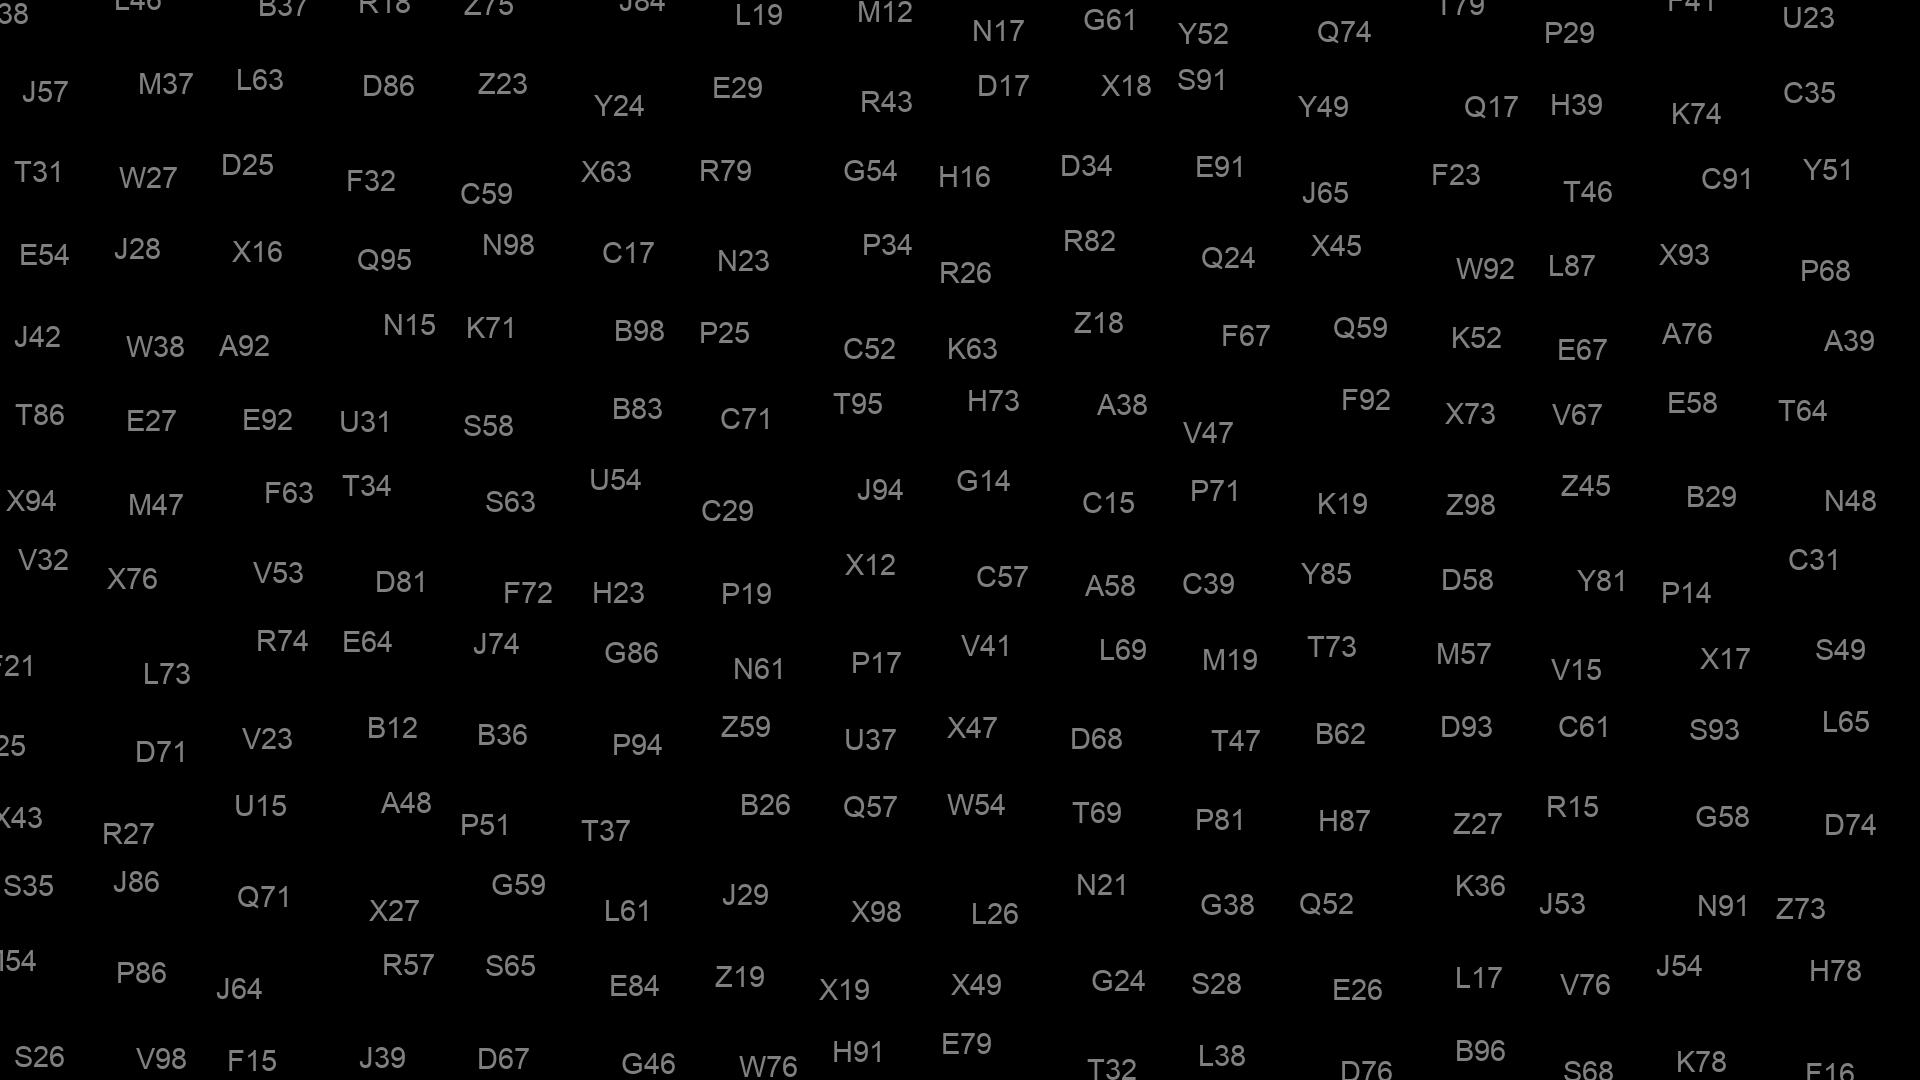 38 L46 B37 R18 Z75 J84 L19 M12 N17 G61 Y52 Q74 T79 P29 F41 U23
J57 M37 L63 D86 Z23 Y24 E29 R43 D17 X18 S91 Y49 Q17 H39 K74 C35
T31 W27 D25 F32 C59 X63 R79 G54 H16 D34 E91 J65 F23 T46 C91 Y51
E54 J28 X16 Q95 N98 C17 N23 P34 R26 R82 Q24 X45 W92 L87 X93 P68
J42 W38 A92 N15 K71 B98 P25 C52 K63 Z18 F67 Q59 K52 E67 A76 A39
T86 E27 E92 U31 S58 B83 C71 T95 H73 A38 V47 F92 X73 V67 E58 T64
X94 M47 F63 T34 S63 U54 C29 J94 G14 C15 P71 K19 Z98 Z45 B29 N48
V32 X76 V53 D81 F72 H23 P19 X12 C57 A58 C39 Y85 D58 Y81 P14 C31
F21 L73 R74 E64 J74 G86 N61 P17 V41 L69 M19 T73 M57 V15 X17 S49
25 D71 V23 B12 B36 P94 Z59 U37 X47 D68 T47 B62 D93 C61 S93 L65
X43 R27 U15 A48 P51 T37 B26 Q57 W54 T69 P81 H87 Z27 R15 G58 D74
S35 J86 Q71 X27 G59 L61 J29 X98 L26 N21 G38 Q52 K36 J53 N91 Z73
54 P86 J64 R57 S65 E84 Z19 X19 X49 G24 S28 E26 L17 V76 J54 H78
S26 V98 F15 J39 D67 G46 W76 H91 E79 T32 L38 D76 B96 S68 K78 F16